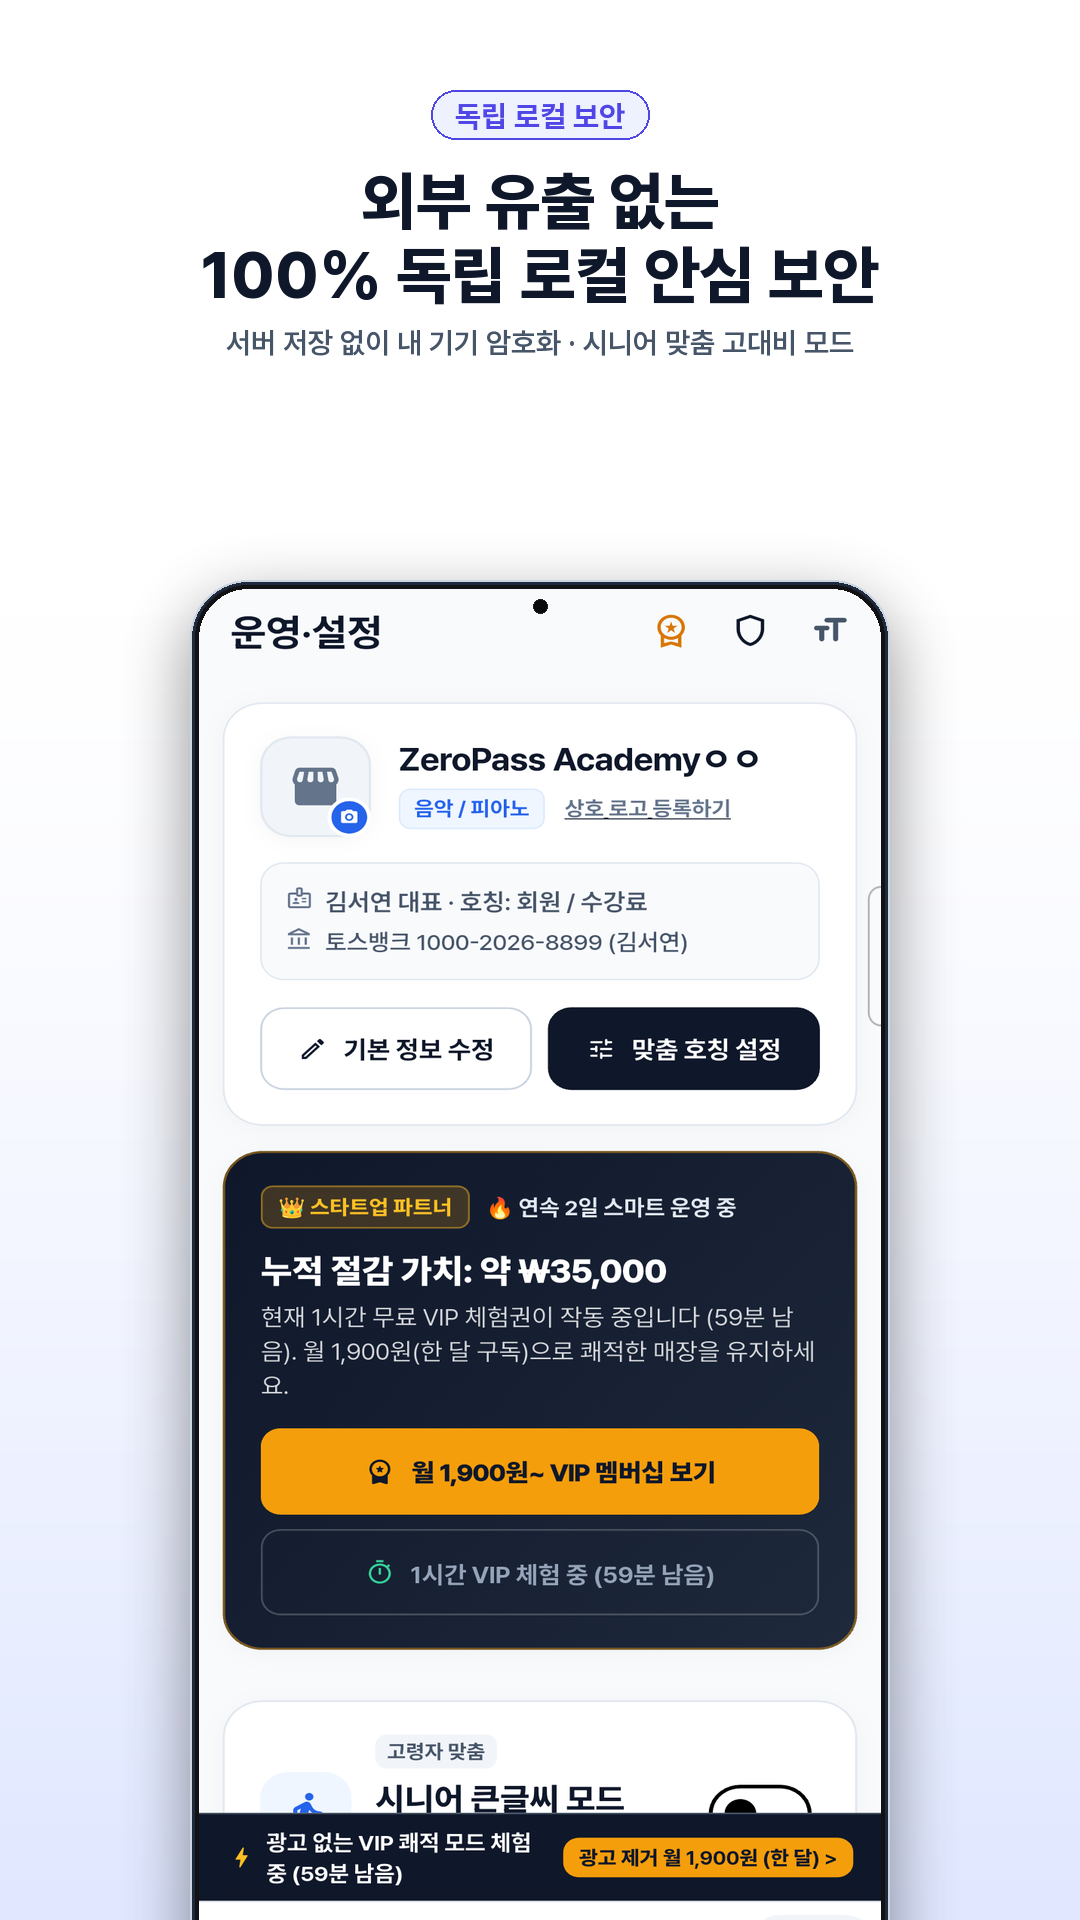 독립 로컬 보안
외부 유출 없는
100% 독립 로컬 안심 보안
서버 저장 없이 내 기기 암호화 · 시니어 맞춤 고대비 모드
운영·설정
ZeroPass Academyㅇㅇ
음악 / 피아노
상호 로고 등록하기
김서연 대표 · 호칭: 회원 / 수강료
토스뱅크 1000-2026-8899 (김서연)
기본 정보 수정
맞춤 호칭 설정
👑 스타트업 파트너
🔥 연속 2일 스마트 운영 중
누적 절감 가치: 약 ₩35,000
현재 1시간 무료 VIP 체험권이 작동 중입니다 (59분 남
음). 월 1,900원(한 달 구독)으로 쾌적한 매장을 유지하세
요.
월 1,900원~ VIP 멤버십 보기
1시간 VIP 체험 중 (59분 남음)
고령자 맞춤
시니어 큰글씨 모드
광고 없는 VIP 쾌적 모드 체험
중 (59분 남음)
광고 제거 월 1,900원 (한 달) >